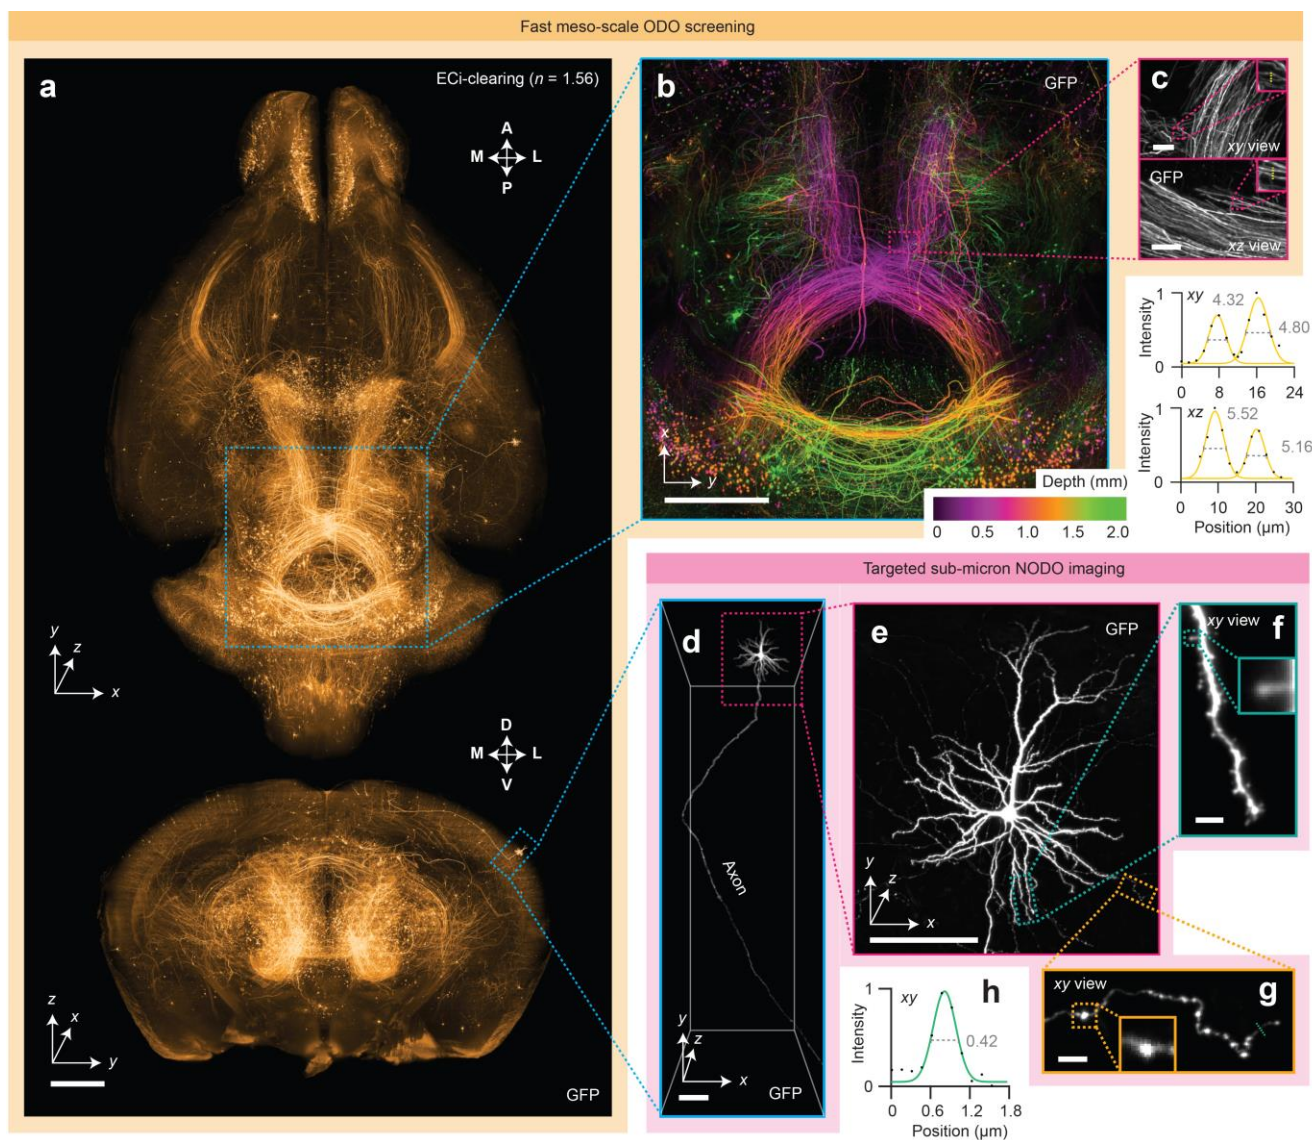 Fast meso-scale ODO screening
a
ECi-clearing (n = 1.56)
A
M L
P
y
z
x
D
M L
V
z
x
y
GFP
b
GFP
x
y
Depth (mm)
0 0.5 1.0 1.5 2.0
c
xy view
GFP
xz view
xy
Intensity
1
0
4.32
4.80
0 8 16 24
xz
Intensity
1
0
5.52
5.16
0 10 20 30
Position (µm)
Targeted sub-micron NODO imaging
d
Axon
y
z
x
GFP
e
GFP
y
z
x
xy view
f
xy view
g
h
xy
Intensity
1
0
0.42
0 0.6 1.2 1.8
Position (µm)